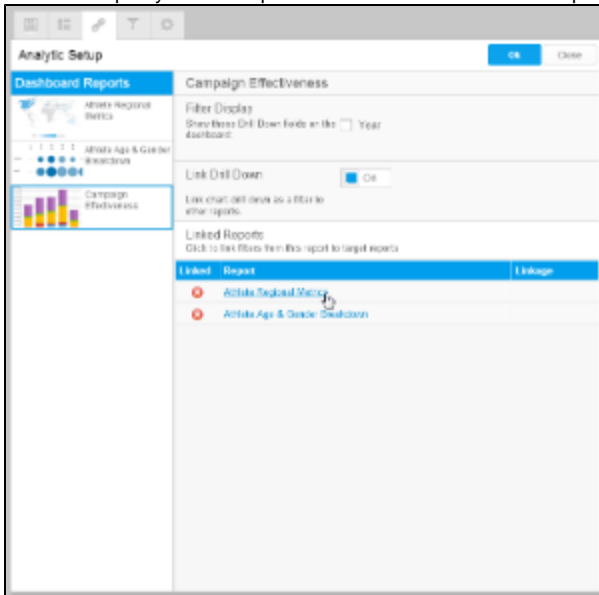 Analytic Setup
Ok
Close
Dashboard Reports
Athlete Regional
Metrics
Athlete Age & Gender
Breakdown
Campaign
Effectiveness
Campaign Effectiveness
Filter Display
Show these Drill Down fields on the
dashboard:
Year
Link Drill Down
On
Link chart drill down as a filter to
other reports.
Linked Reports
Click to link filters from this report to target reports
Linked Report Linkage
Athlete Regional Metrics
Athlete Age & Gender Breakdown